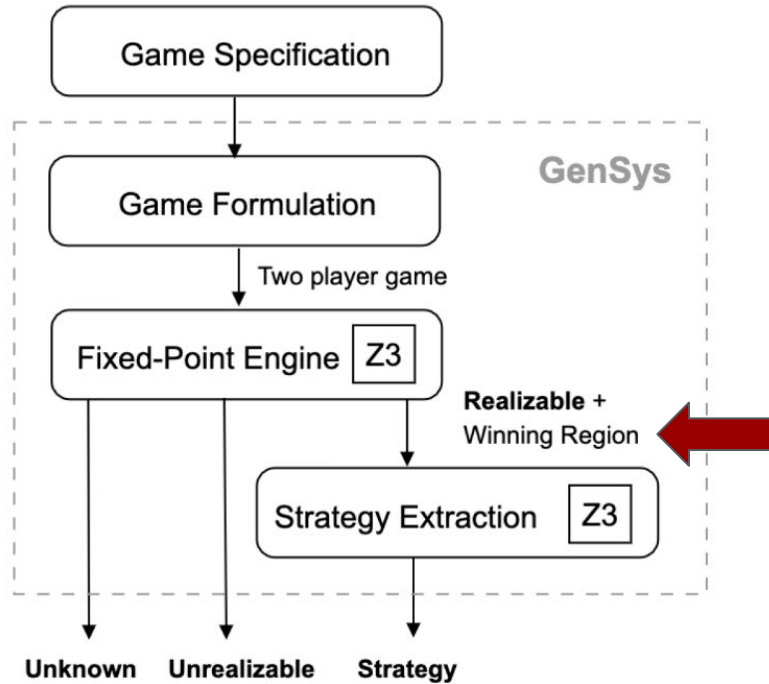 Game Specification
GenSys
Game Formulation
Two player game
Fixed-Point Engine
Z3
Realizable +
Winning Region
Strategy Extraction
Z3
Unknown
Unrealizable
Strategy